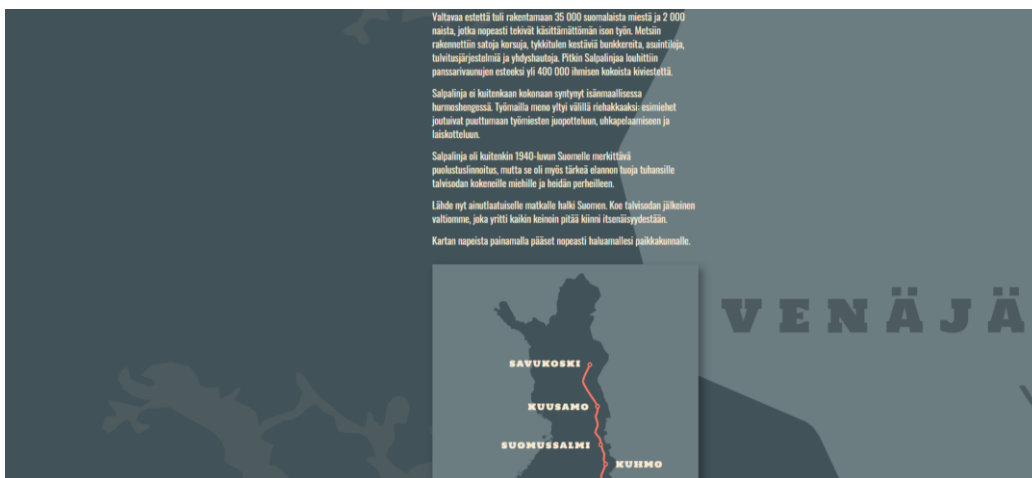 Valtavaa estettä tuli rakentamaan 35 000 suomalaista miestä ja 2 000
naista, jotka nopeasti tekivät käsittämättömän ison työn. Metsiin
rakennettiin satoja korsuja, tykkitulen kestäviä bunkkereita, asuintiloja,
tulvitusjärjestelmiä ja yhdyshautoja. Pitkin Salpalinjaa louhittiin
panssarivaunujen esteeksi yli 400 000 ihmisen kokoista kiviestettä.
Salpalinja ei kuitenkaan kokonaan syntynyt isänmaallisessa
hurmoshengessä. Työmailla meno yltyi välillä riehakkaaksi: esimiehet
joutuivat puuttumaan työmiesten juopotteluun, uhkapelaamiseen ja
laiskotteluun.
Salpalinja oli kuitenkin 1940-luvun Suomelle merkittävä
puolustuslinnoitus, mutta se oli myös tärkeä elannon tuoja tuhansille
talvisodan kokeneille miehille ja heidän perheilleen.
Lähde nyt ainutlaatuiselle matkalle halki Suomen. Koe talvisodan jälkeinen
valtiomme, joka yritti kaikin keinoin pitää kiinni itsenäisyydestään.
Kartan napeista painamalla pääset nopeasti haluamallesi paikkakunnalle.
VENÄJÄ
SAVUKOSKI
KUUSAMO
SUOMUSSALMI
KUHMO